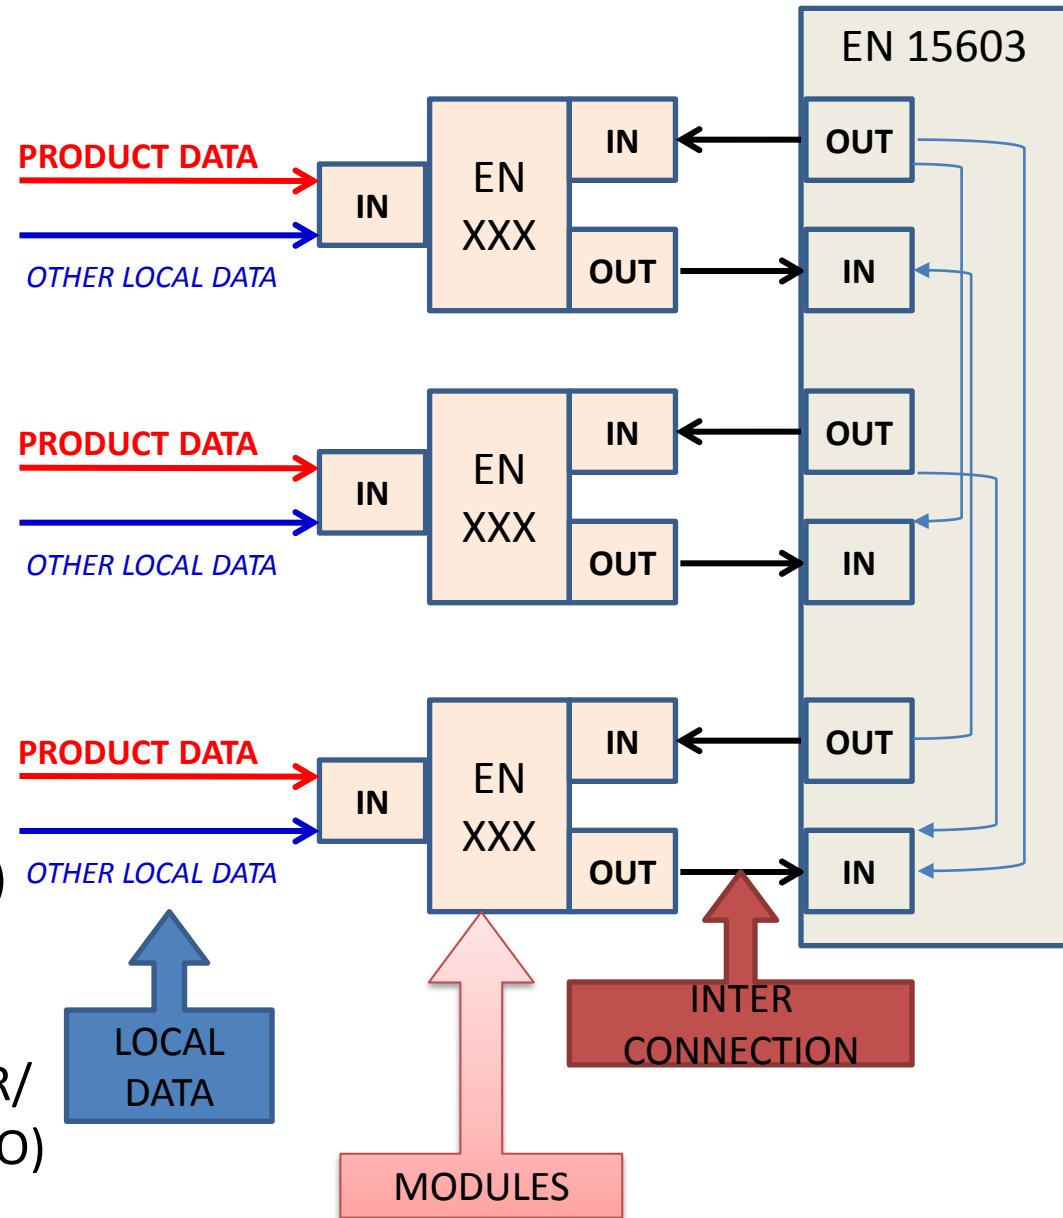 EN 15603
PRODUCT DATA
OTHER LOCAL DATA
IN
EN
XXX
IN
OUT
OUT
IN
PRODUCT DATA
OTHER LOCAL DATA
IN
EN
XXX
IN
OUT
OUT
IN
PRODUCT DATA
OTHER LOCAL DATA
IN
EN
XXX
IN
OUT
OUT
IN
)
LOCAL
DATA
R/
O)
INTER
CONNECTION
MODULES